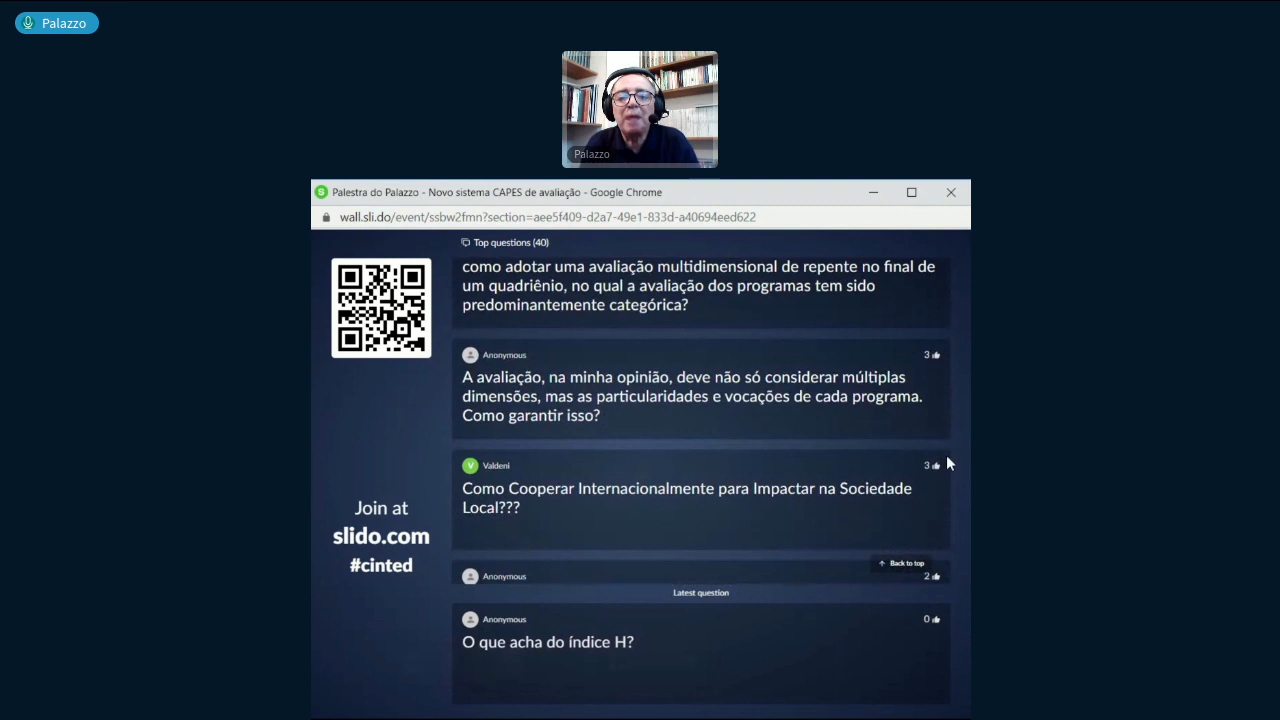 Palazzo
Palazzo
Palestra do Palazzo - Novo sistema CAPES de avaliação - Google Chrome
wall.sli.do/event/ssbw2fmn?section=aee5f409-d2a7-49e1-833d-a40694eed622
Top questions (40)
como adotar uma avaliação multidimensional de repente no final de
um quadriênio, no qual a avaliação dos programas tem sido
predominantemente categórica?
Anonymous 3
A avaliação, na minha opinião, deve não só considerar múltiplas
dimensões, mas as particularidades e vocações de cada programa.
Como garantir isso?
V Valdeni 3
Como Cooperar Internacionalmente para Impactar na Sociedade
Local???
Join at
slido.com
#cinted
Back to top
Anonymous 2
Latest question
Anonymous 0
O que acha do índice H?